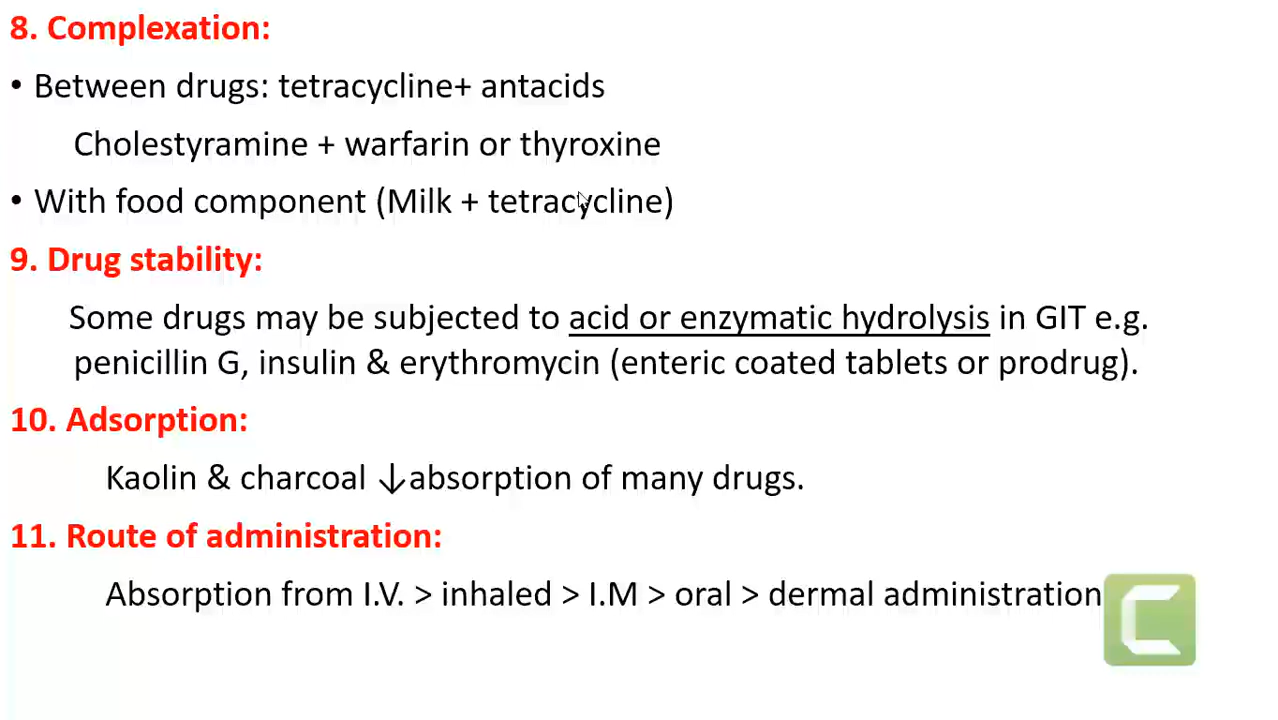 8. Complexation:
• Between drugs: tetracycline+ antacids
Cholestyramine + warfarin or thyroxine
• With food component (Milk + tetracycline)
9. Drug stability:
Some drugs may be subjected to acid or enzymatic hydrolysis in GIT e.g.
penicillin G, insulin & erythromycin (enteric coated tablets or prodrug).
10. Adsorption:
Kaolin & charcoal ↓absorption of many drugs.
11. Route of administration:
Absorption from I.V. > inhaled > I.M > oral > dermal administration